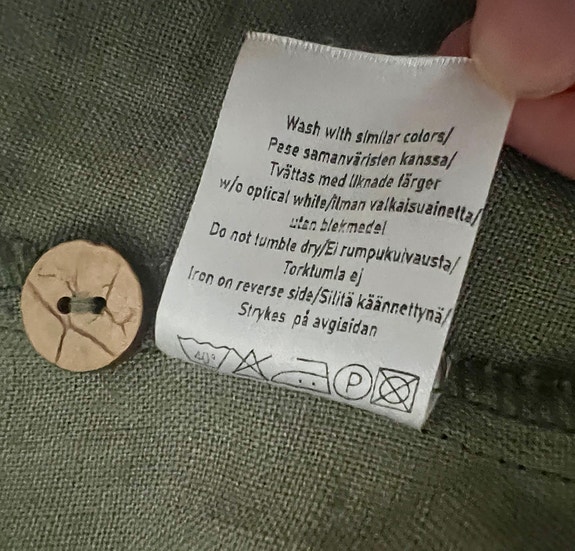 Wash with similar colors/
Pese samanväristen kanssa/
Tvättas med liknade färger
w/o optical white/ilman valkaisuainetta/
utan blekmedel
Do not tumble dry/Ei rumpukuivausta/
Torktumla ej
Iron on reverse side/Silitä käännettynä/
Strykes på avgisidan
40° P